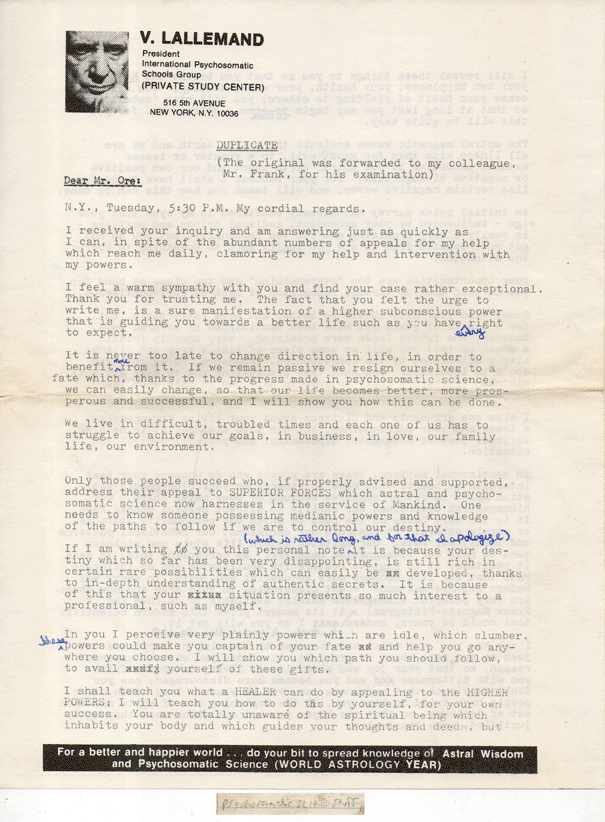 V. LALLEMAND
President
International Psychosomatic
Schools Group
(PRIVATE STUDY CENTER)
516 5th AVENUE
NEW YORK, N.Y. 10036
DUPLICATE
(The original was forwarded to my colleague,
Mr. Frank, for his examination)
Dear Mr. Ore:
N.Y., Tuesday, 5:30 P.M. My cordial regards.
I received your inquiry and am answering just as quickly as
I can, in spite of the abundant numbers of appeals for my help
which reach me daily, clamoring for my help and intervention with
my powers.
I feel a warm sympathy with you and find your case rather exceptional.
Thank you for trusting me. The fact that you felt the urge to
write me, is a sure manifestation of a higher subconscious power
that is guiding you towards a better life such as you have right
every
to expect.
It is never too late to change direction in life, in order to
more
benefit from it. If we remain passive we resign ourselves to a
fate which, thanks to the progress made in psychosomatic science,
we can easily change, so that our life becomes better, more pros-
perous and successful, and I will show you how this can be done.
We live in difficult, troubled times and each one of us has to
struggle to achieve our goals, in business, in love, our family
life, our environment.
Only those people succeed who, if properly advised and supported,
address their appeal to SUPERIOR FORCES which astral and psycho-
somatic science now harnesses in the service of Mankind. One
needs to know someone possessing medianic powers and knowledge
of the paths to follow if we are to control our destiny.
(which is rather long, and for that I apologize)
If I am writing to you this personal note it is because your des-
tiny which so far has been very disappointing, is still rich in
certain rare possibilities which can easily be developed, thanks
to in-depth understanding of authentic secrets. It is because
of this that your situation presents so much interest to a
professional, such as myself.
In you I perceive very plainly powers which are idle, which slumber.
these
powers could make you captain of your fate and help you go any-
where you choose. I will show you which path you should follow,
to avail yourself of these gifts.
I shall teach you what a HEALER can do by appealing to the HIGHER
POWERS; I will teach you how to do this by yourself, for your own
success. You are totally unaware of the spiritual being which
inhabits your body and which guides your thoughts and deeds, but
For a better and happier world . . . do your bit to spread knowledge of Astral Wisdom
and Psychosomatic Science (WORLD ASTROLOGY YEAR)
psychosomatic